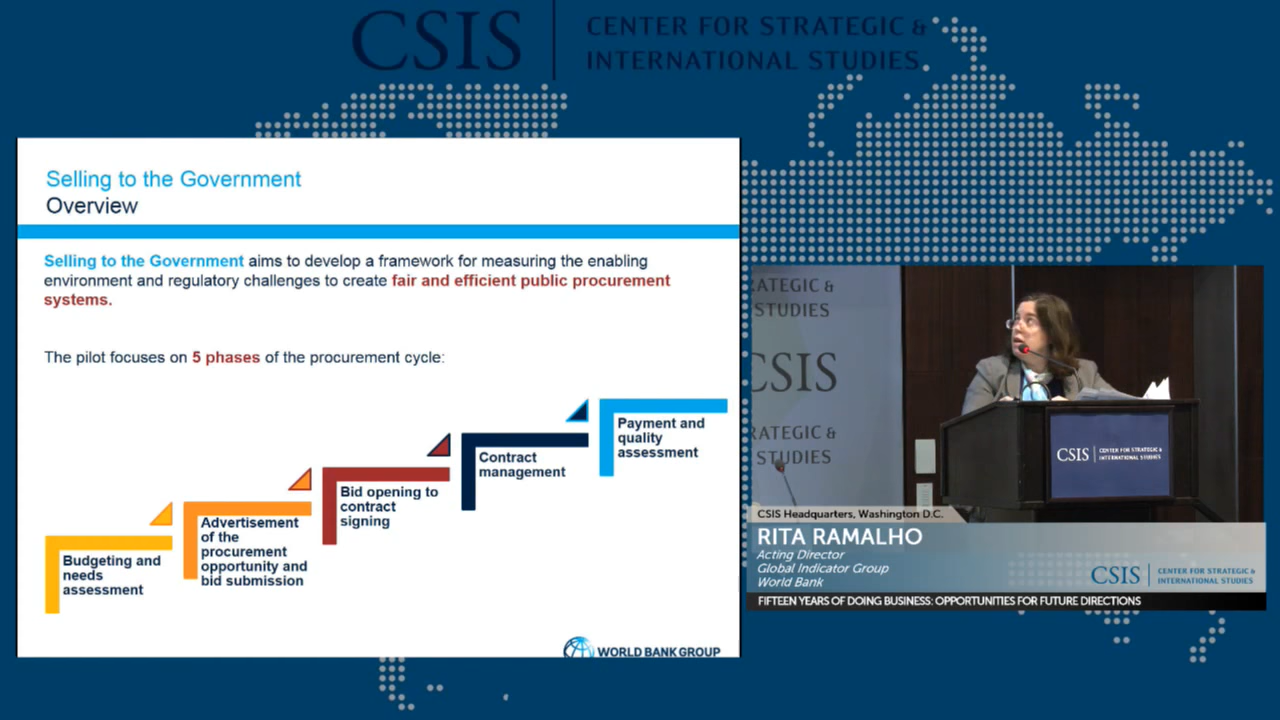 CSIS
CENTER FOR STRATEGIC &
INTERNATIONAL STUDIES
Selling to the Government
Overview
Selling to the Government aims to develop a framework for measuring the enabling
environment and regulatory challenges to create fair and efficient public procurement
systems.
The pilot focuses on 5 phases of the procurement cycle:
Budgeting and
needs
assessment
Advertisement
of the
procurement
opportunity and
bid submission
Bid opening to
contract
signing
Contract
management
Payment and
quality
assessment
WORLD BANK GROUP
ATEGIC &
STUDIES
CSIS
RATEGIC &
STUDIES
CSIS
CENTER FOR STRATEGIC &
INTERNATIONAL STUDIES
CSIS Headquarters, Washington D.C.
RITA RAMALHO
Acting Director
Global Indicator Group
World Bank
CSIS
CENTER FOR STRATEGIC &
INTERNATIONAL STUDIES
FIFTEEN YEARS OF DOING BUSINESS: OPPORTUNITIES FOR FUTURE DIRECTIONS